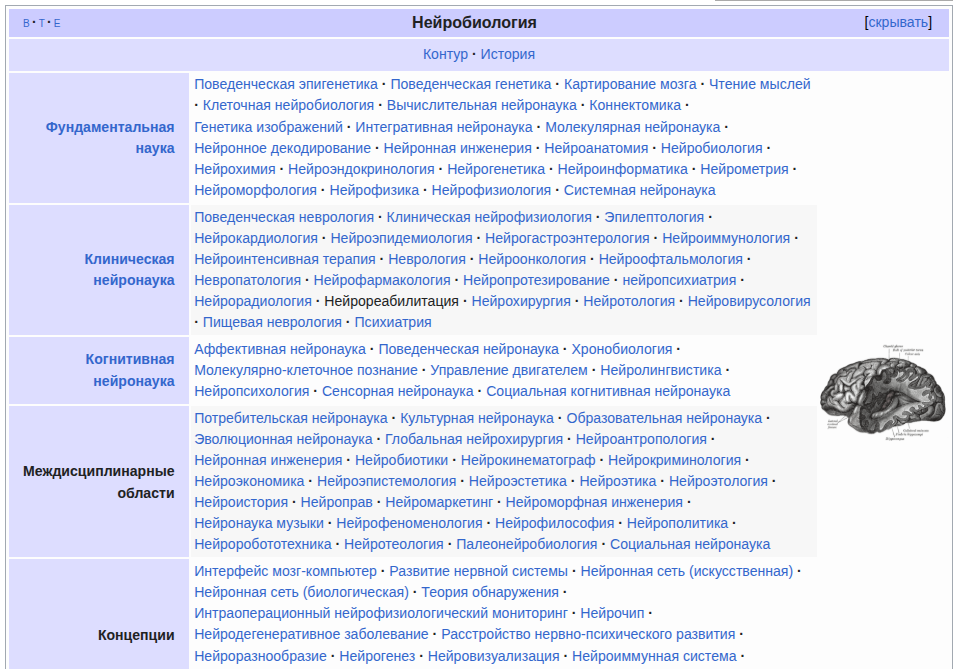 В · Т · Е
Нейробиология
[скрывать]
Контур · История
Фундаментальная
наука
Поведенческая эпигенетика · Поведенческая генетика · Картирование мозга · Чтение мыслей
· Клеточная нейробиология · Вычислительная нейронаука · Коннектомика ·
Генетика изображений · Интегративная нейронаука · Молекулярная нейронаука ·
Нейронное декодирование · Нейронная инженерия · Нейроанатомия · Нейробиология ·
Нейрохимия · Нейроэндокринология · Нейрогенетика · Нейроинформатика · Нейрометрия ·
Нейроморфология · Нейрофизика · Нейрофизиология · Системная нейронаука
Клиническая
нейронаука
Поведенческая неврология · Клиническая нейрофизиология · Эпилептология ·
Нейрокардиология · Нейроэпидемиология · Нейрогастроэнтерология · Нейроиммунология ·
Нейроинтенсивная терапия · Неврология · Нейроонкология · Нейроофтальмология ·
Невропатология · Нейрофармакология · Нейропротезирование · нейропсихиатрия ·
Нейрорадиология · Нейрореабилитация · Нейрохирургия · Нейротология · Нейровирусология
· Пищевая неврология · Психиатрия
Когнитивная
нейронаука
Аффективная нейронаука · Поведенческая нейронаука · Хронобиология ·
Молекулярно-клеточное познание · Управление двигателем · Нейролингвистика ·
Нейропсихология · Сенсорная нейронаука · Социальная когнитивная нейронаука
Междисциплинарные
области
Потребительская нейронаука · Культурная нейронаука · Образовательная нейронаука ·
Эволюционная нейронаука · Глобальная нейрохирургия · Нейроантропология ·
Нейронная инженерия · Нейробиотики · Нейрокинематограф · Нейрокриминология ·
Нейроэкономика · Нейроэпистемология · Нейроэстетика · Нейроэтика · Нейроэтология ·
Нейроистория · Нейроправ · Нейромаркетинг · Нейроморфная инженерия ·
Нейронаука музыки · Нейрофеноменология · Нейрофилософия · Нейрополитика ·
Нейроробототехника · Нейротеология · Палеонейробиология · Социальная нейронаука
Концепции
Интерфейс мозг-компьютер · Развитие нервной системы · Нейронная сеть (искусственная) ·
Нейронная сеть (биологическая) · Теория обнаружения ·
Интраоперационный нейрофизиологический мониторинг · Нейрочип ·
Нейродегенеративное заболевание · Расстройство нервно-психического развития ·
Нейроразнообразие · Нейрогенез · Нейровизуализация · Нейроиммунная система ·